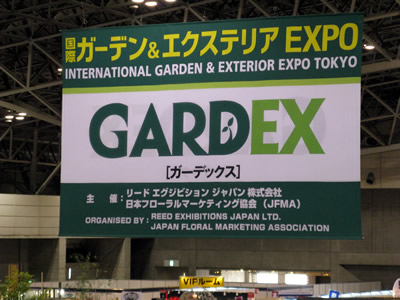 国際 ガーデン&エクステリア EXPO
INTERNATIONAL GARDEN & EXTERIOR EXPO TOKYO
GARDEX
[ガーデックス]
主 催 : リード エグジビション ジャパン 株式会社
日本フローラルマーケティング協会 (JFMA)
ORGANISED BY : REED EXHIBITIONS JAPAN LTD.
JAPAN FLORAL MARKETING ASSOCIATION
VIPルーム